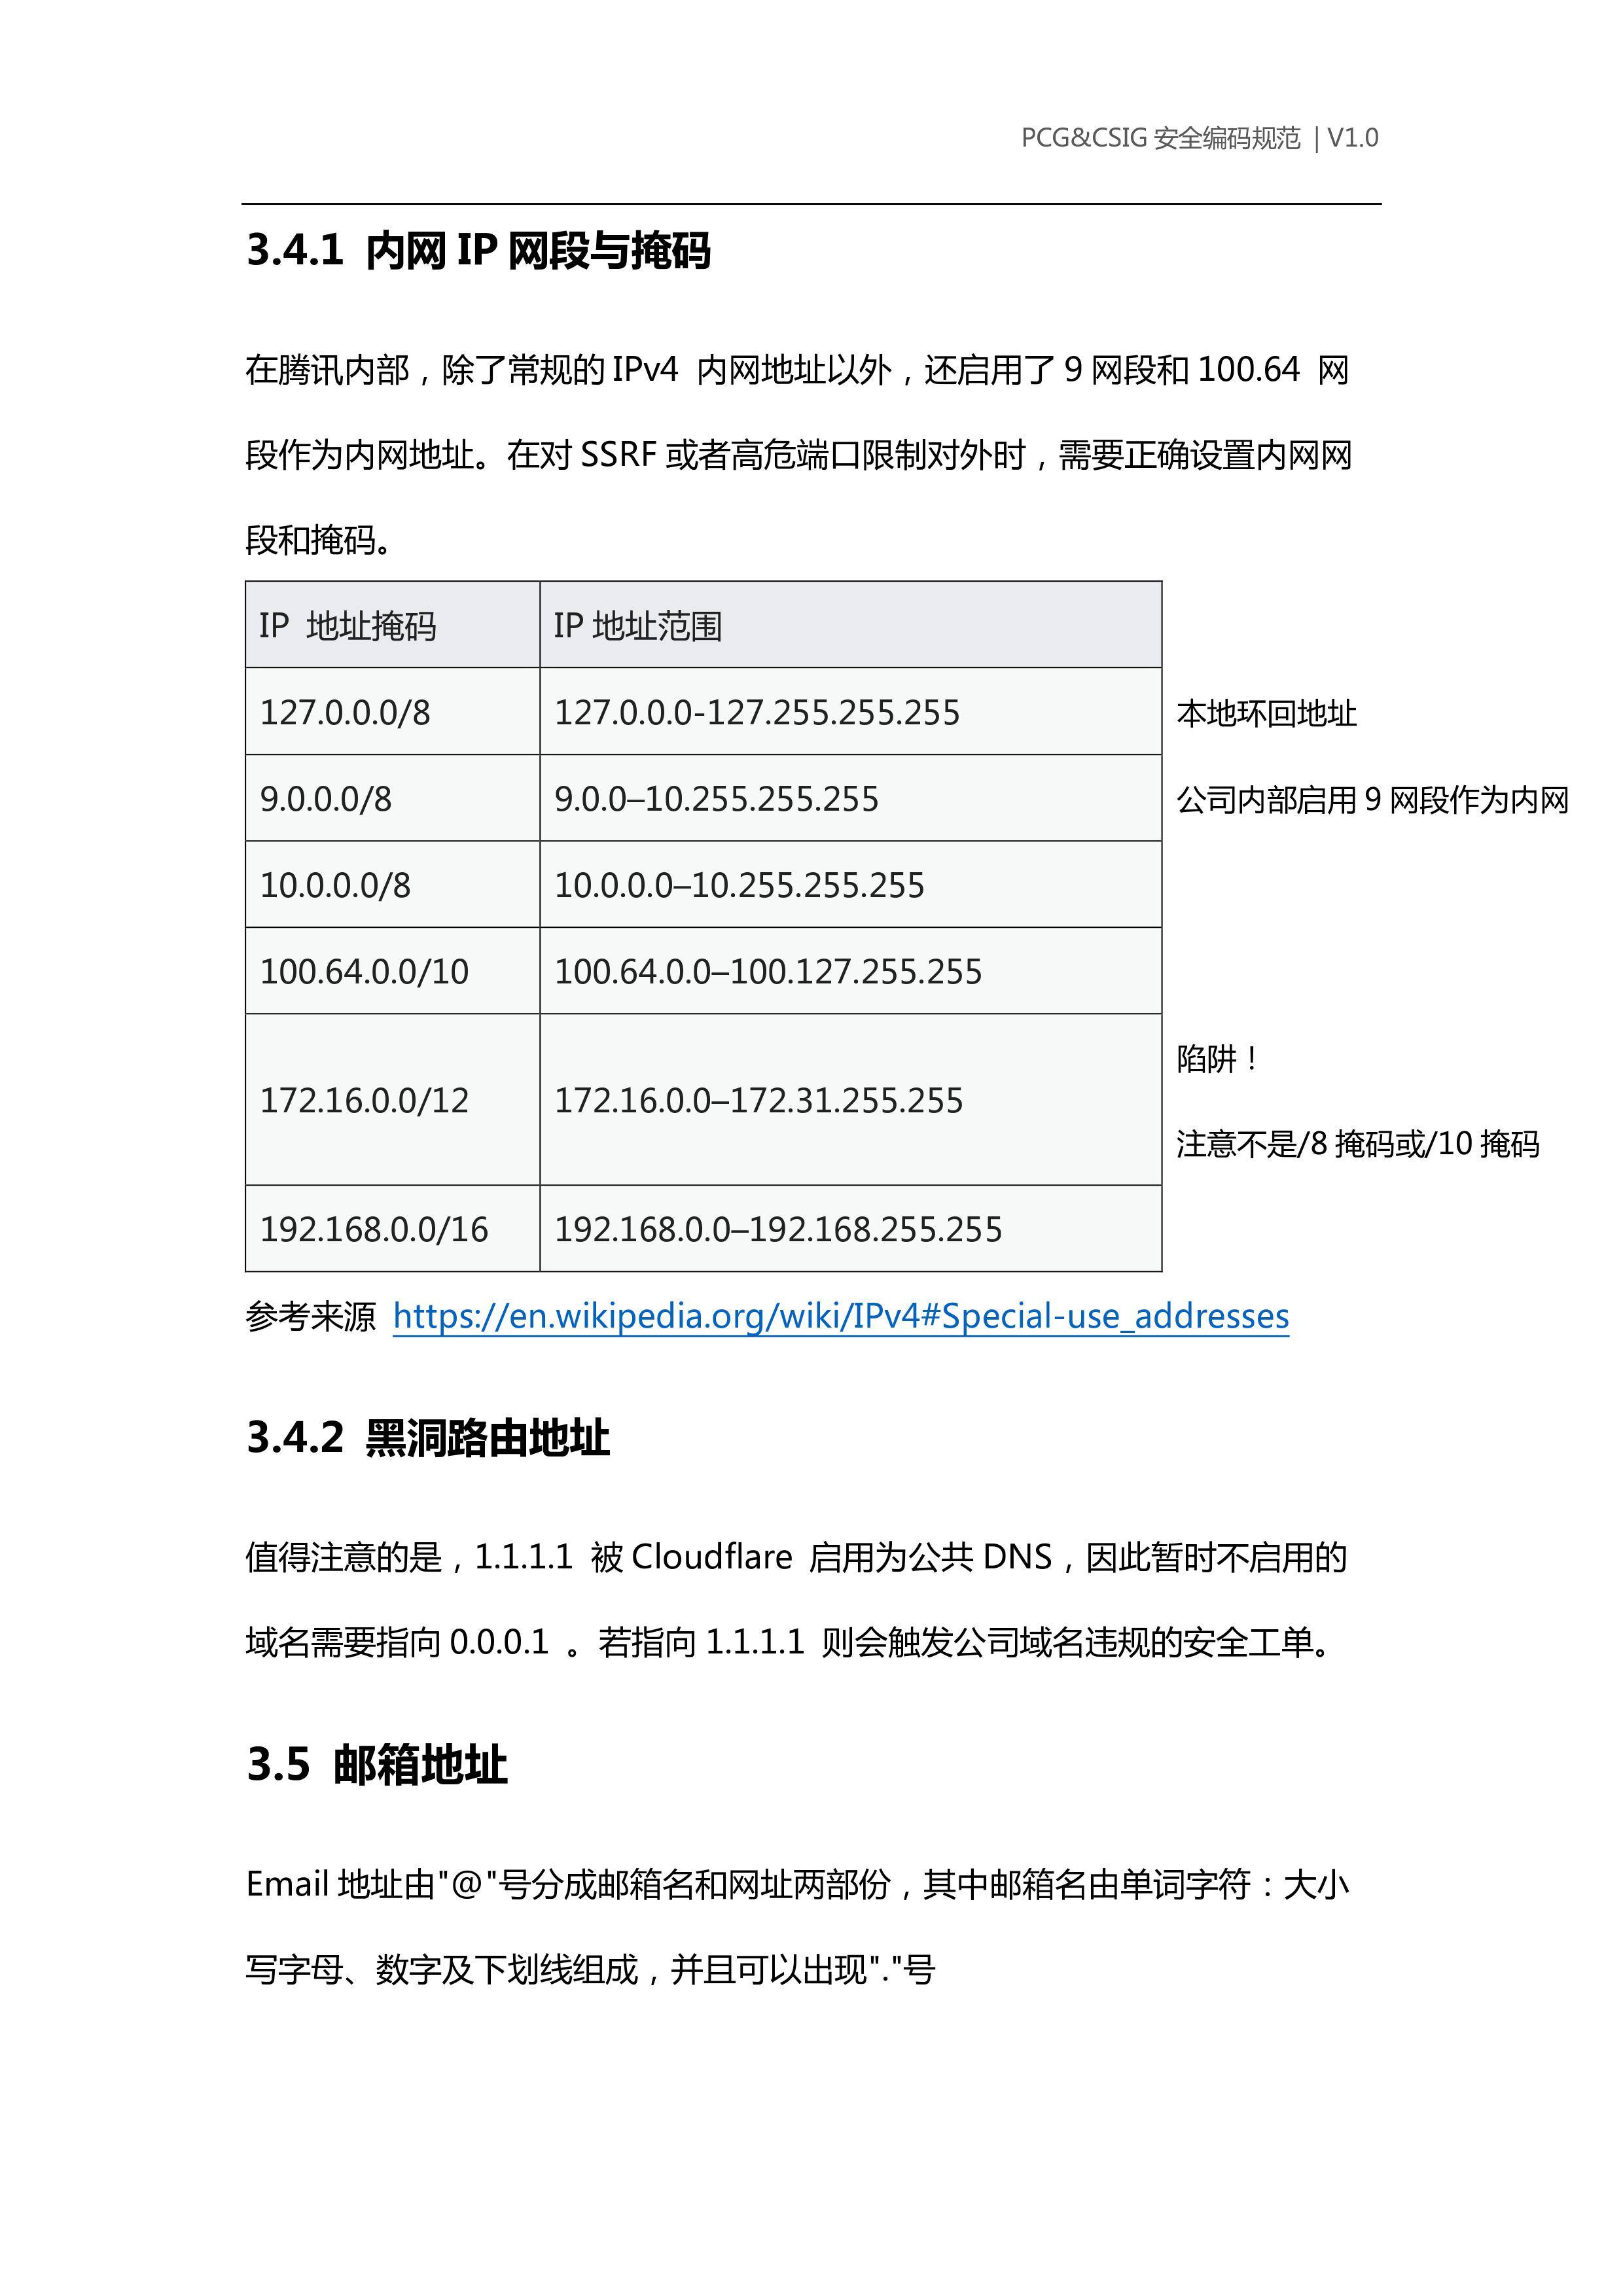 PCG&CSIG 安全编码规范 | V1.0
3.4.1 内网 IP 网段与掩码
在腾讯内部，除了常规的 IPv4 内网地址以外，还启用了 9 网段和 100.64 网
段作为内网地址。在对 SSRF 或者高危端口限制对外时，需要正确设置内网网
段和掩码。
IP 地址掩码 IP 地址范围
127.0.0.0/8 127.0.0.0-127.255.255.255 本地环回地址
9.0.0.0/8 9.0.0–10.255.255.255 公司内部启用 9 网段作为内网
10.0.0.0/8 10.0.0.0–10.255.255.255
100.64.0.0/10 100.64.0.0–100.127.255.255
172.16.0.0/12 172.16.0.0–172.31.255.255
陷阱！
注意不是/8 掩码或/10 掩码
192.168.0.0/16 192.168.0.0–192.168.255.255
参考来源 https://en.wikipedia.org/wiki/IPv4#Special-use_addresses
3.4.2 黑洞路由地址
值得注意的是，1.1.1.1 被 Cloudflare 启用为公共 DNS，因此暂时不启用的
域名需要指向 0.0.0.1 。若指向 1.1.1.1 则会触发公司域名违规的安全工单。
3.5 邮箱地址
Email 地址由"@"号分成邮箱名和网址两部份，其中邮箱名由单词字符：大小
写字母、数字及下划线组成，并且可以出现"."号